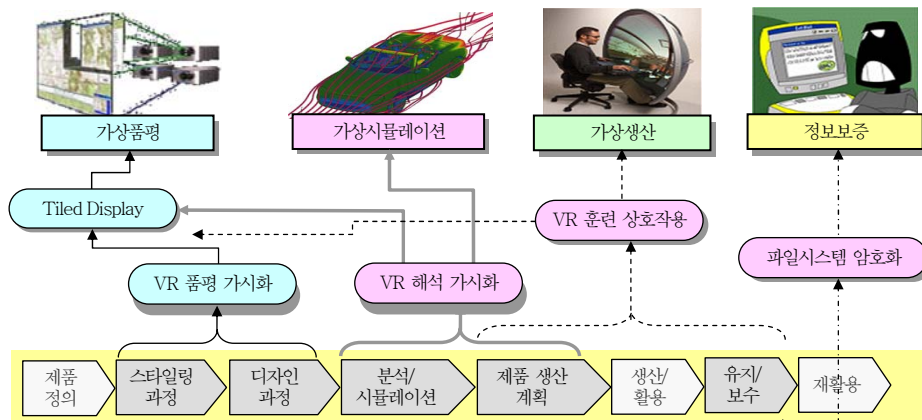 가상품평
가상시뮬레이션
가상생산
정보보증
Tiled Display
VR 훈련 상호작용
파일시스템 암호화
VR 품평 가시화
VR 해석 가시화
제품
정의
스타일링
과정
디자인
과정
분석/
시뮬레이션
제품 생산
계획
생산/
활용
유지/
보수
재활용